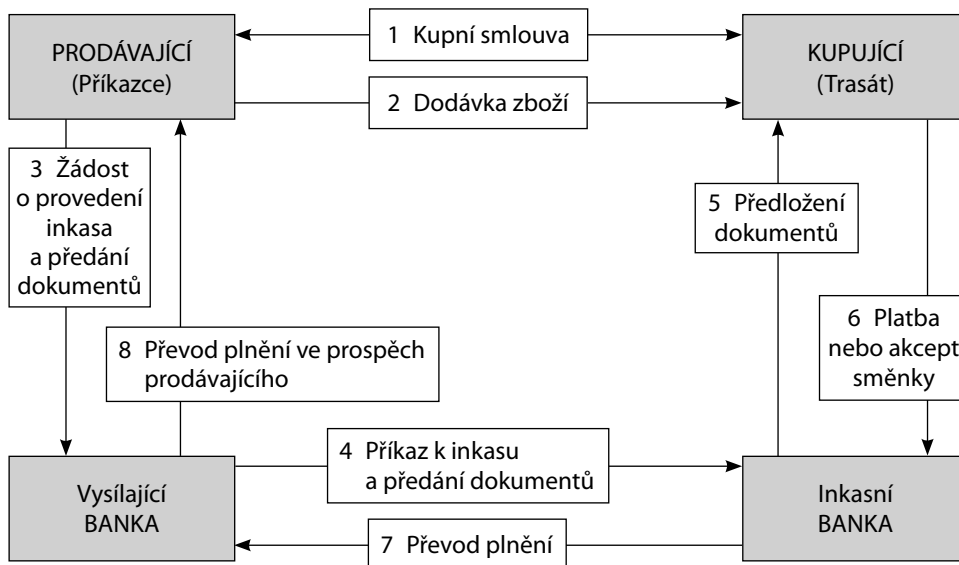 PRODÁVAJÍCÍ
(Příkazce)
1 Kupní smlouva
KUPUJÍCÍ
(Trasát)
2 Dodávka zboží
3 Žádost
o provedení
inkasa
a předání
dokumentů
5 Předložení
dokumentů
6 Platba
nebo akcept
směnky
8 Převod plnění ve prospěch
prodávajícího
4 Příkaz k inkasu
a předání dokumentů
Vysílající
BANKA
Inkasní
BANKA
7 Převod plnění